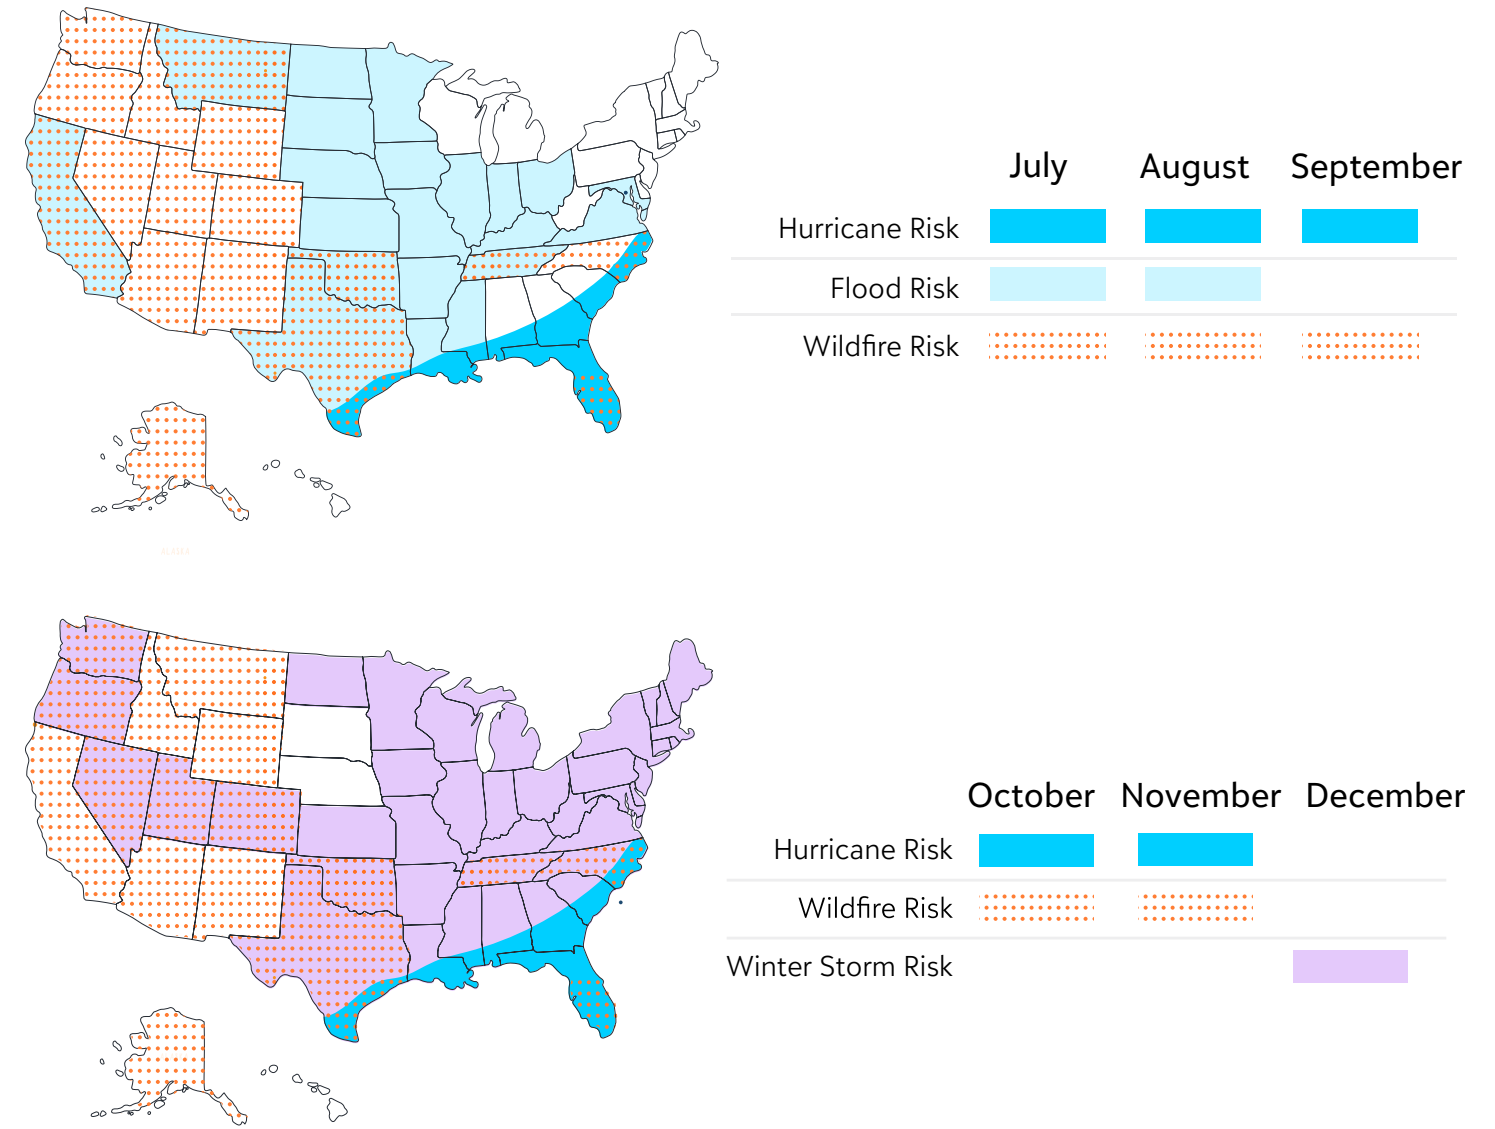 July August September
Hurricane Risk
Flood Risk
Wildfire Risk
ALASKA
October November December
Hurricane Risk
Wildfire Risk
Winter Storm Risk